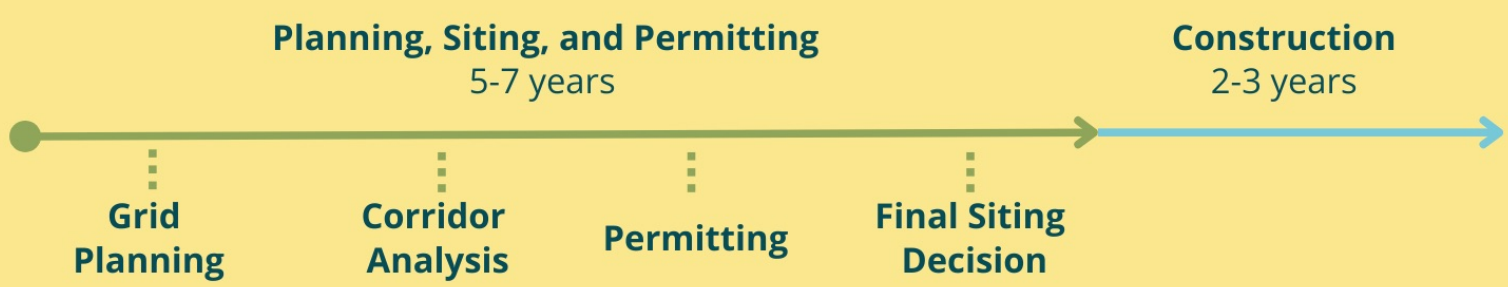 Planning, Siting, and Permitting
5-7 years
Construction
2-3 years
Grid
Planning
Corridor
Analysis
Permitting
Final Siting
Decision